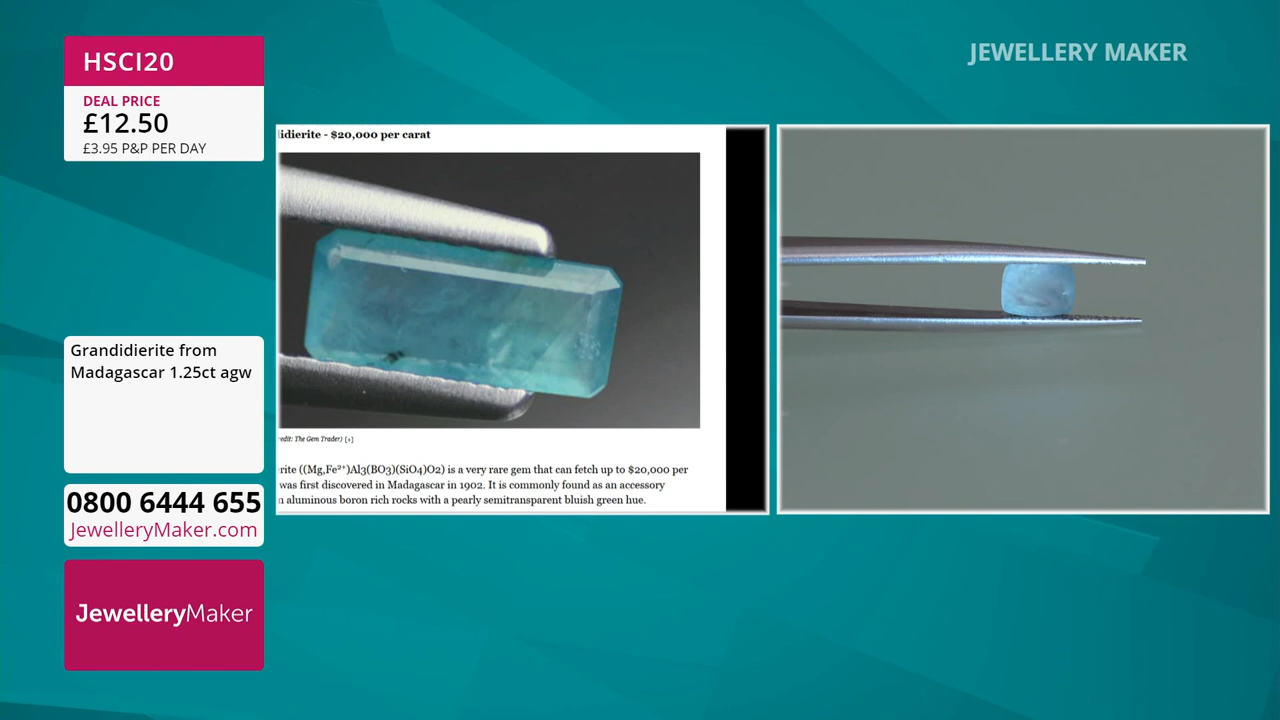 HSCI20
DEAL PRICE
£12.50
£3.95 P&P PER DAY
JEWELLERY MAKER
idierite - $20,000 per carat
edit: The Gem Trader) [+]
rite ((Mg,Fe²⁺)Al3(BO3)(SiO4)O2) is a very rare gem that can fetch up to $20,000 per
was first discovered in Madagascar in 1902. It is commonly found as an accessory
n aluminous boron rich rocks with a pearly semitransparent bluish green hue.
Grandidierite from
Madagascar 1.25ct agw
0800 6444 655
JewelleryMaker.com
JewelleryMaker